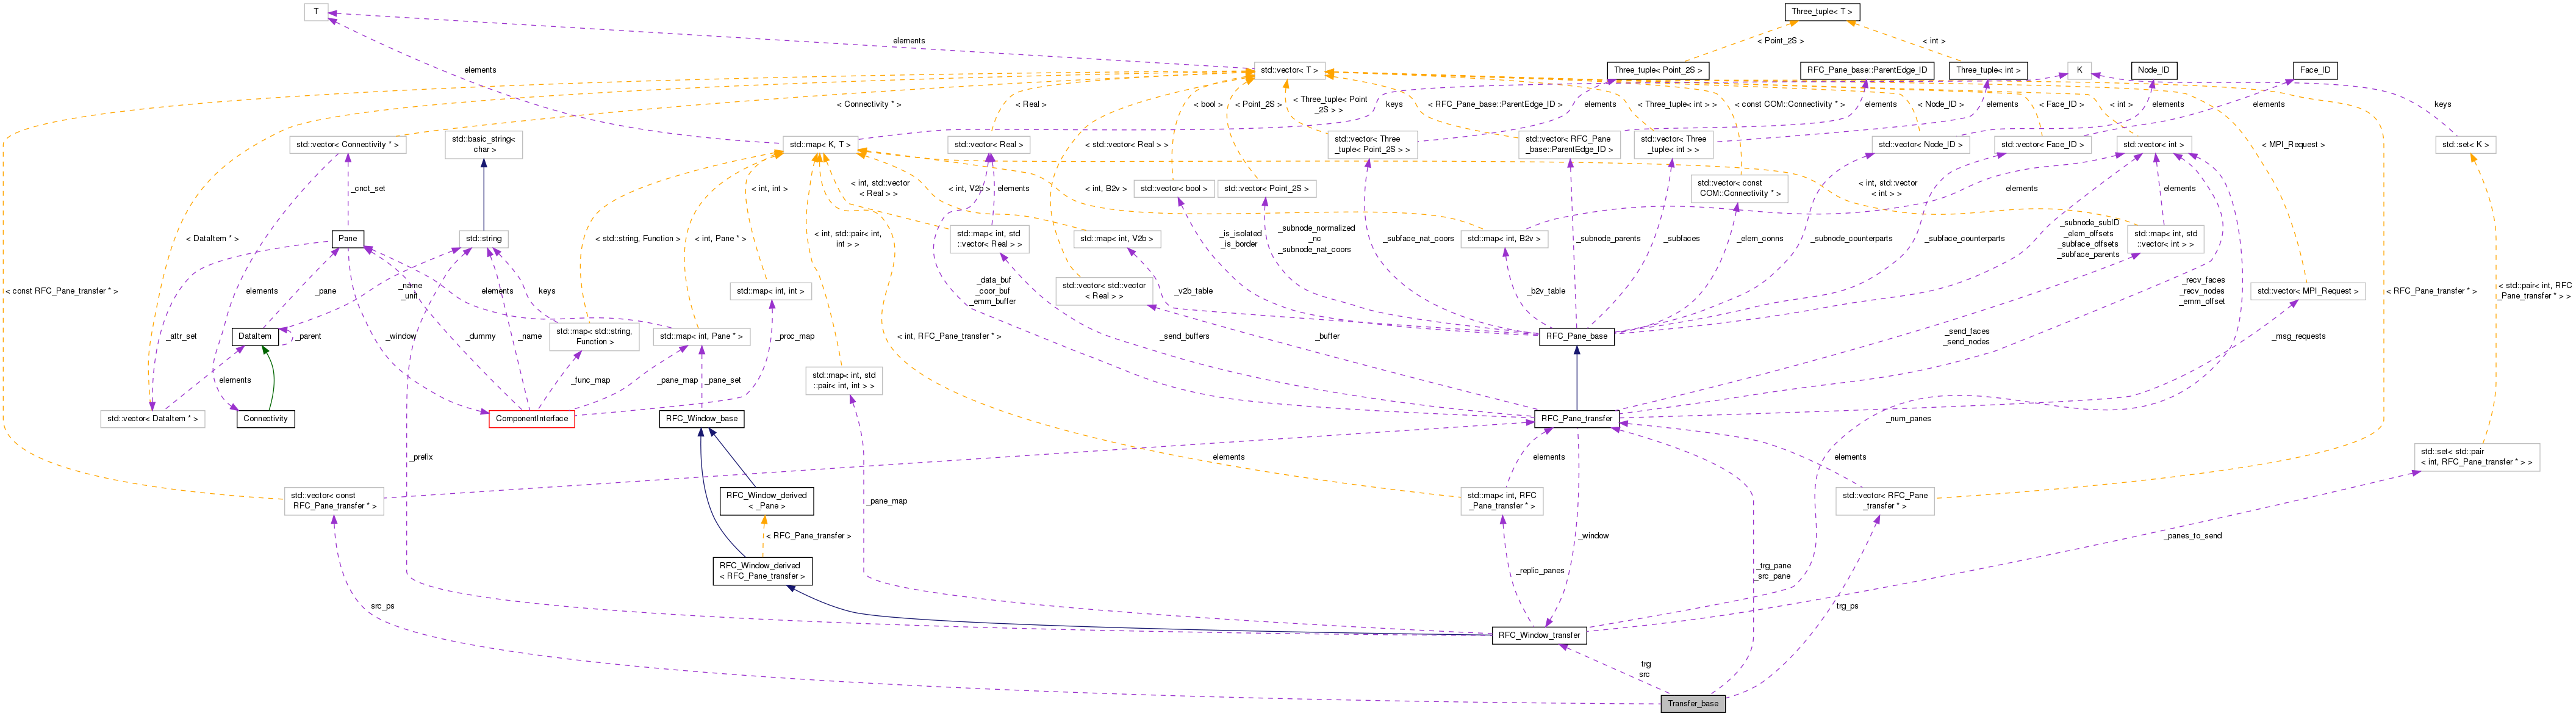 T
Three_tuple< T >
elements
< Point_2S >
< int >
elements
std::vector< T >
Three_tuple< Point_2S >
RFC_Pane_base::ParentEdge_ID
Three_tuple< int >
K
Node_ID
Face_ID
< Connectivity * >
< Real >
< bool >
< Point_2S >
< Three_tuple< Point
_2S > >
elements
keys
< RFC_Pane_base::ParentEdge_ID >
elements
< Three_tuple< int > >
elements
< const COM::Connectivity * >
< Node_ID >
elements
< Face_ID >
elements
< int >
keys
std::vector< Connectivity * >
std::basic_string<
char >
std::map< K, T >
std::vector< Real >
< std::vector< Real > >
std::vector< Three
_tuple< Point_2S > >
std::vector< RFC_Pane
_base::ParentEdge_ID >
std::vector< Three
_tuple< int > >
std::vector< Node_ID >
std::vector< Face_ID >
std::vector< int >
< MPI_Request >
std::set< K >
_cnct_set
< int, int >
< int, std::vector
< Real > >
elements
< int, V2b >
< int, B2v >
std::vector< bool >
std::vector< Point_2S >
std::vector< const
COM::Connectivity * >
< int, std::vector
< int > >
elements
elements
< DataItem * >
Pane
std::string
< std::string, Function >
< int, Pane * >
< int, std::pair< int,
int > >
std::map< int, std
::vector< Real > >
std::map< int, V2b >
_is_isolated
_is_border
_subnode_normalized
_nc
_subnode_nat_coors
_subface_nat_coors
std::map< int, B2v >
_subnode_parents
_subfaces
_elem_conns
_subnode_counterparts
_subface_counterparts
_subnode_subID
_elem_offsets
_subface_offsets
_subface_parents
std::map< int, std
::vector< int > >
< const RFC_Pane_transfer * >
elements
_pane
_name
_unit
elements
keys
std::map< int, int >
_data_buf
_coor_buf
_emm_buffer
std::vector< std::vector
< Real > >
_v2b_table
_b2v_table
_recv_faces
_recv_nodes
_emm_offset
std::vector< MPI_Request >
< RFC_Pane_transfer * >
< std::pair< int, RFC
_Pane_transfer * > >
_attr_set
DataItem
_parent
_window
_dummy
_name
std::map< std::string,
Function >
std::map< int, Pane * >
_proc_map
< int, RFC_Pane_transfer * >
_send_buffers
_buffer
RFC_Pane_base
_send_faces
_send_nodes
_msg_requests
elements
_func_map
_pane_map
_pane_set
std::map< int, std
::pair< int, int > >
std::vector< DataItem * >
Connectivity
ComponentInterface
RFC_Window_base
RFC_Pane_transfer
_num_panes
_prefix
elements
elements
elements
std::set< std::pair
< int, RFC_Pane_transfer * > >
std::vector< const
RFC_Pane_transfer * >
RFC_Window_derived
< _Pane >
_pane_map
std::map< int, RFC
_Pane_transfer * >
std::vector< RFC_Pane
_transfer * >
< RFC_Pane_transfer >
_window
_panes_to_send
RFC_Window_derived
< RFC_Pane_transfer >
_replic_panes
_trg_pane
_src_pane
src_ps
trg_ps
RFC_Window_transfer
trg
src
Transfer_base